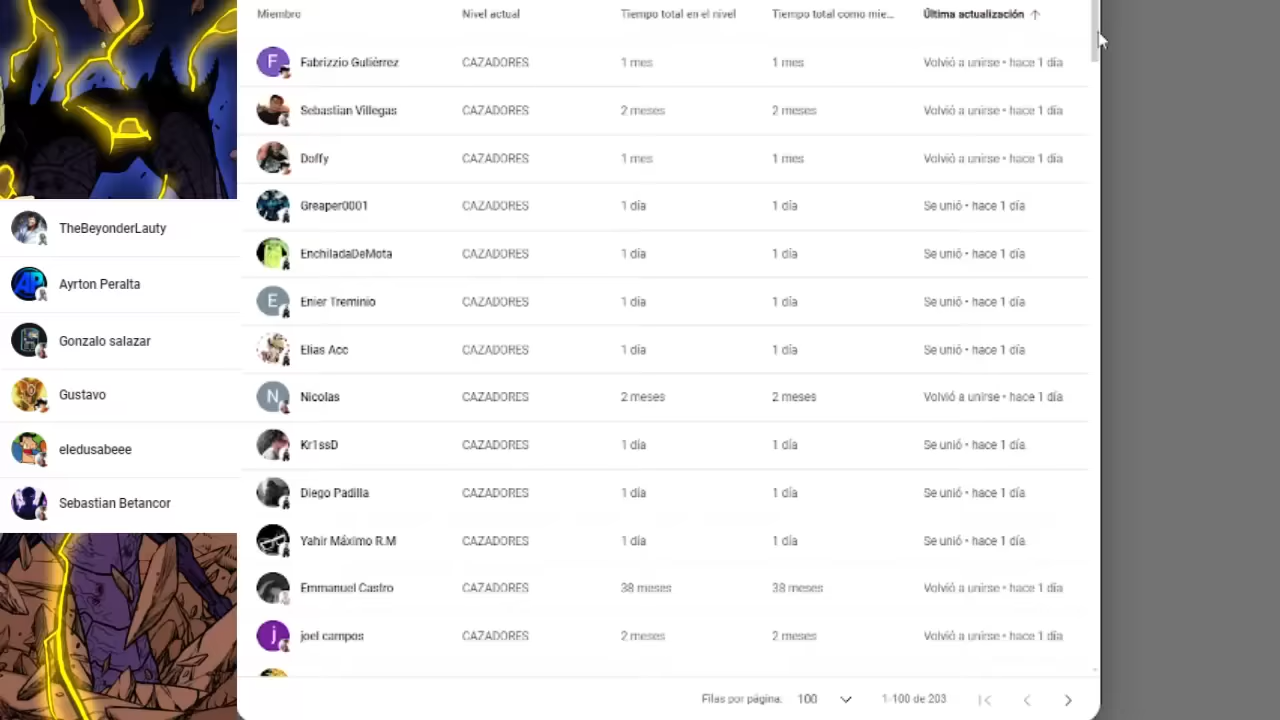 Miembro Nivel actual Tiempo total en el nivel Tiempo total como mie... Última actualización
F Fabrizzio Gutiérrez CAZADORES 1 mes 1 mes Volvió a unirse • hace 1 día
Sebastian Villegas CAZADORES 2 meses 2 meses Volvió a unirse • hace 1 día
Doffy CAZADORES 1 mes 1 mes Volvió a unirse • hace 1 día
Greaper0001 CAZADORES 1 día 1 día Se unió • hace 1 día
EnchiladaDeMota CAZADORES 1 día 1 día Se unió • hace 1 día
E Enier Treminio CAZADORES 1 día 1 día Se unió • hace 1 día
Elias Acc CAZADORES 1 día 1 día Se unió • hace 1 día
N Nicolas CAZADORES 2 meses 2 meses Volvió a unirse • hace 1 día
Kr1ssD CAZADORES 1 día 1 día Se unió • hace 1 día
Diego Padilla CAZADORES 1 día 1 día Se unió • hace 1 día
Yahir Máximo R.M CAZADORES 1 día 1 día Se unió • hace 1 día
Emmanuel Castro CAZADORES 38 meses 38 meses Volvió a unirse • hace 1 día
j joel campos CAZADORES 2 meses 2 meses Volvió a unirse • hace 1 día
Filas por página: 100 1-100 de 203
TheBeyonderLauty
AP Ayrton Peralta
Gonzalo salazar
Gustavo
eledusabeee
Sebastian Betancor